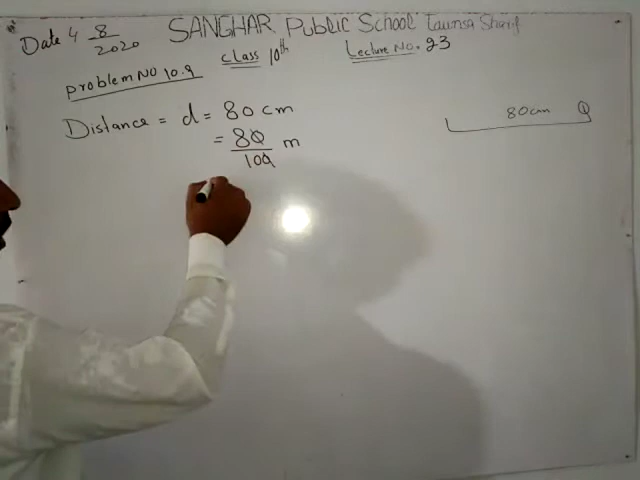 Date 4 8/2020 SANGHAR Public School Taunsa Sharif
Class 10th Lecture No. 23
Problem NO 10.9
Distance = d = 80 cm
= 80/100 m
80cm Q